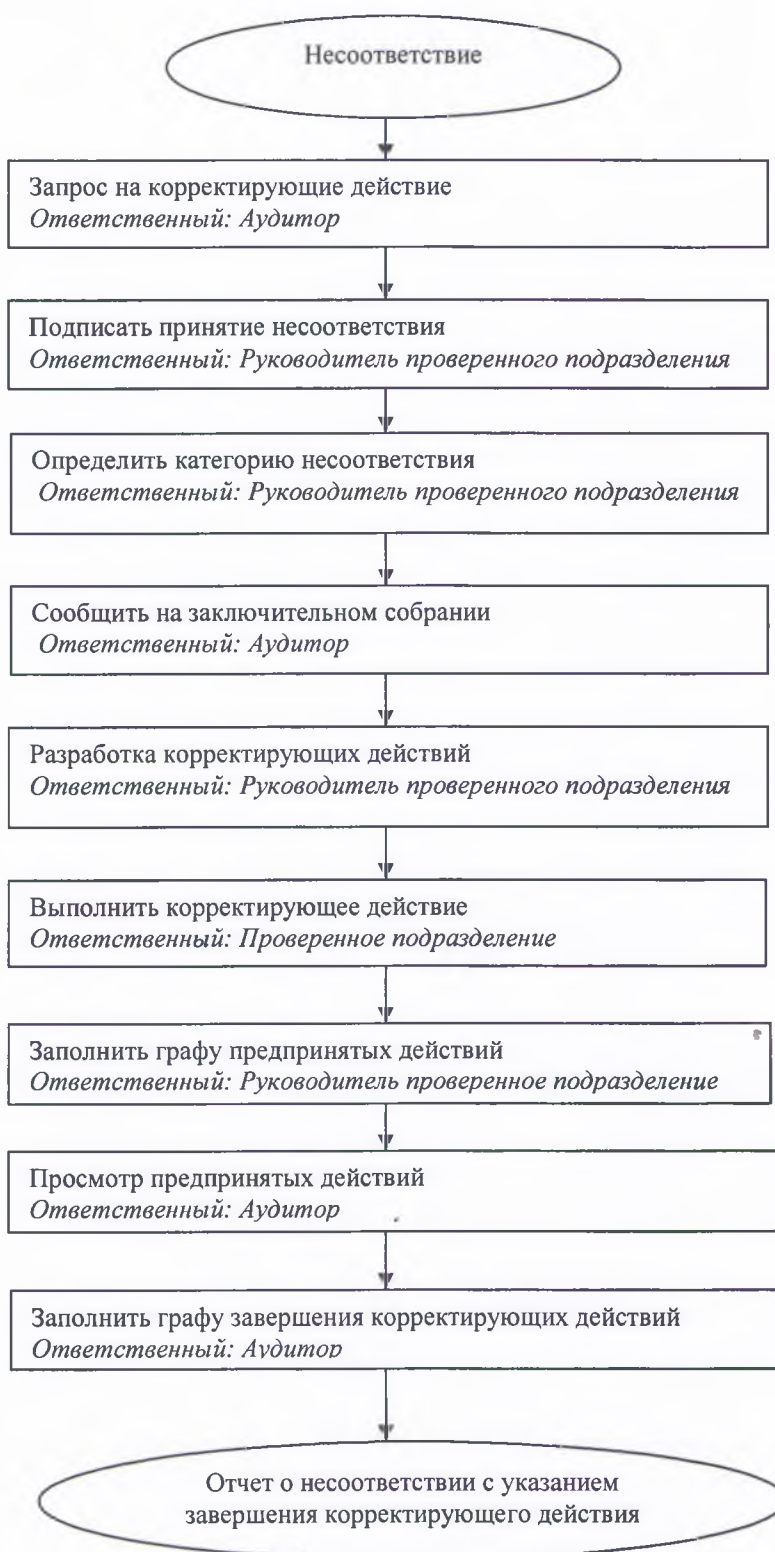 Несоответствие
Запрос на корректирующие действие
Ответственный: Аудитор
Подписать принятие несоответствия
Ответственный: Руководитель проверенного подразделения
Определить категорию несоответствия
Ответственный: Руководитель проверенного подразделения
Сообщить на заключительном собрании
Ответственный: Аудитор
Разработка корректирующих действий
Ответственный: Руководитель проверенного подразделения
Выполнить корректирующее действие
Ответственный: Проверенное подразделение
Заполнить графу предпринятых действий
Ответственный: Руководитель проверенное подразделение
Просмотр предпринятых действий
Ответственный: Аудитор
Заполнить графу завершения корректирующих действий
Ответственный: Аудитор
Отчет о несоответствии с указанием
завершения корректирующего действия